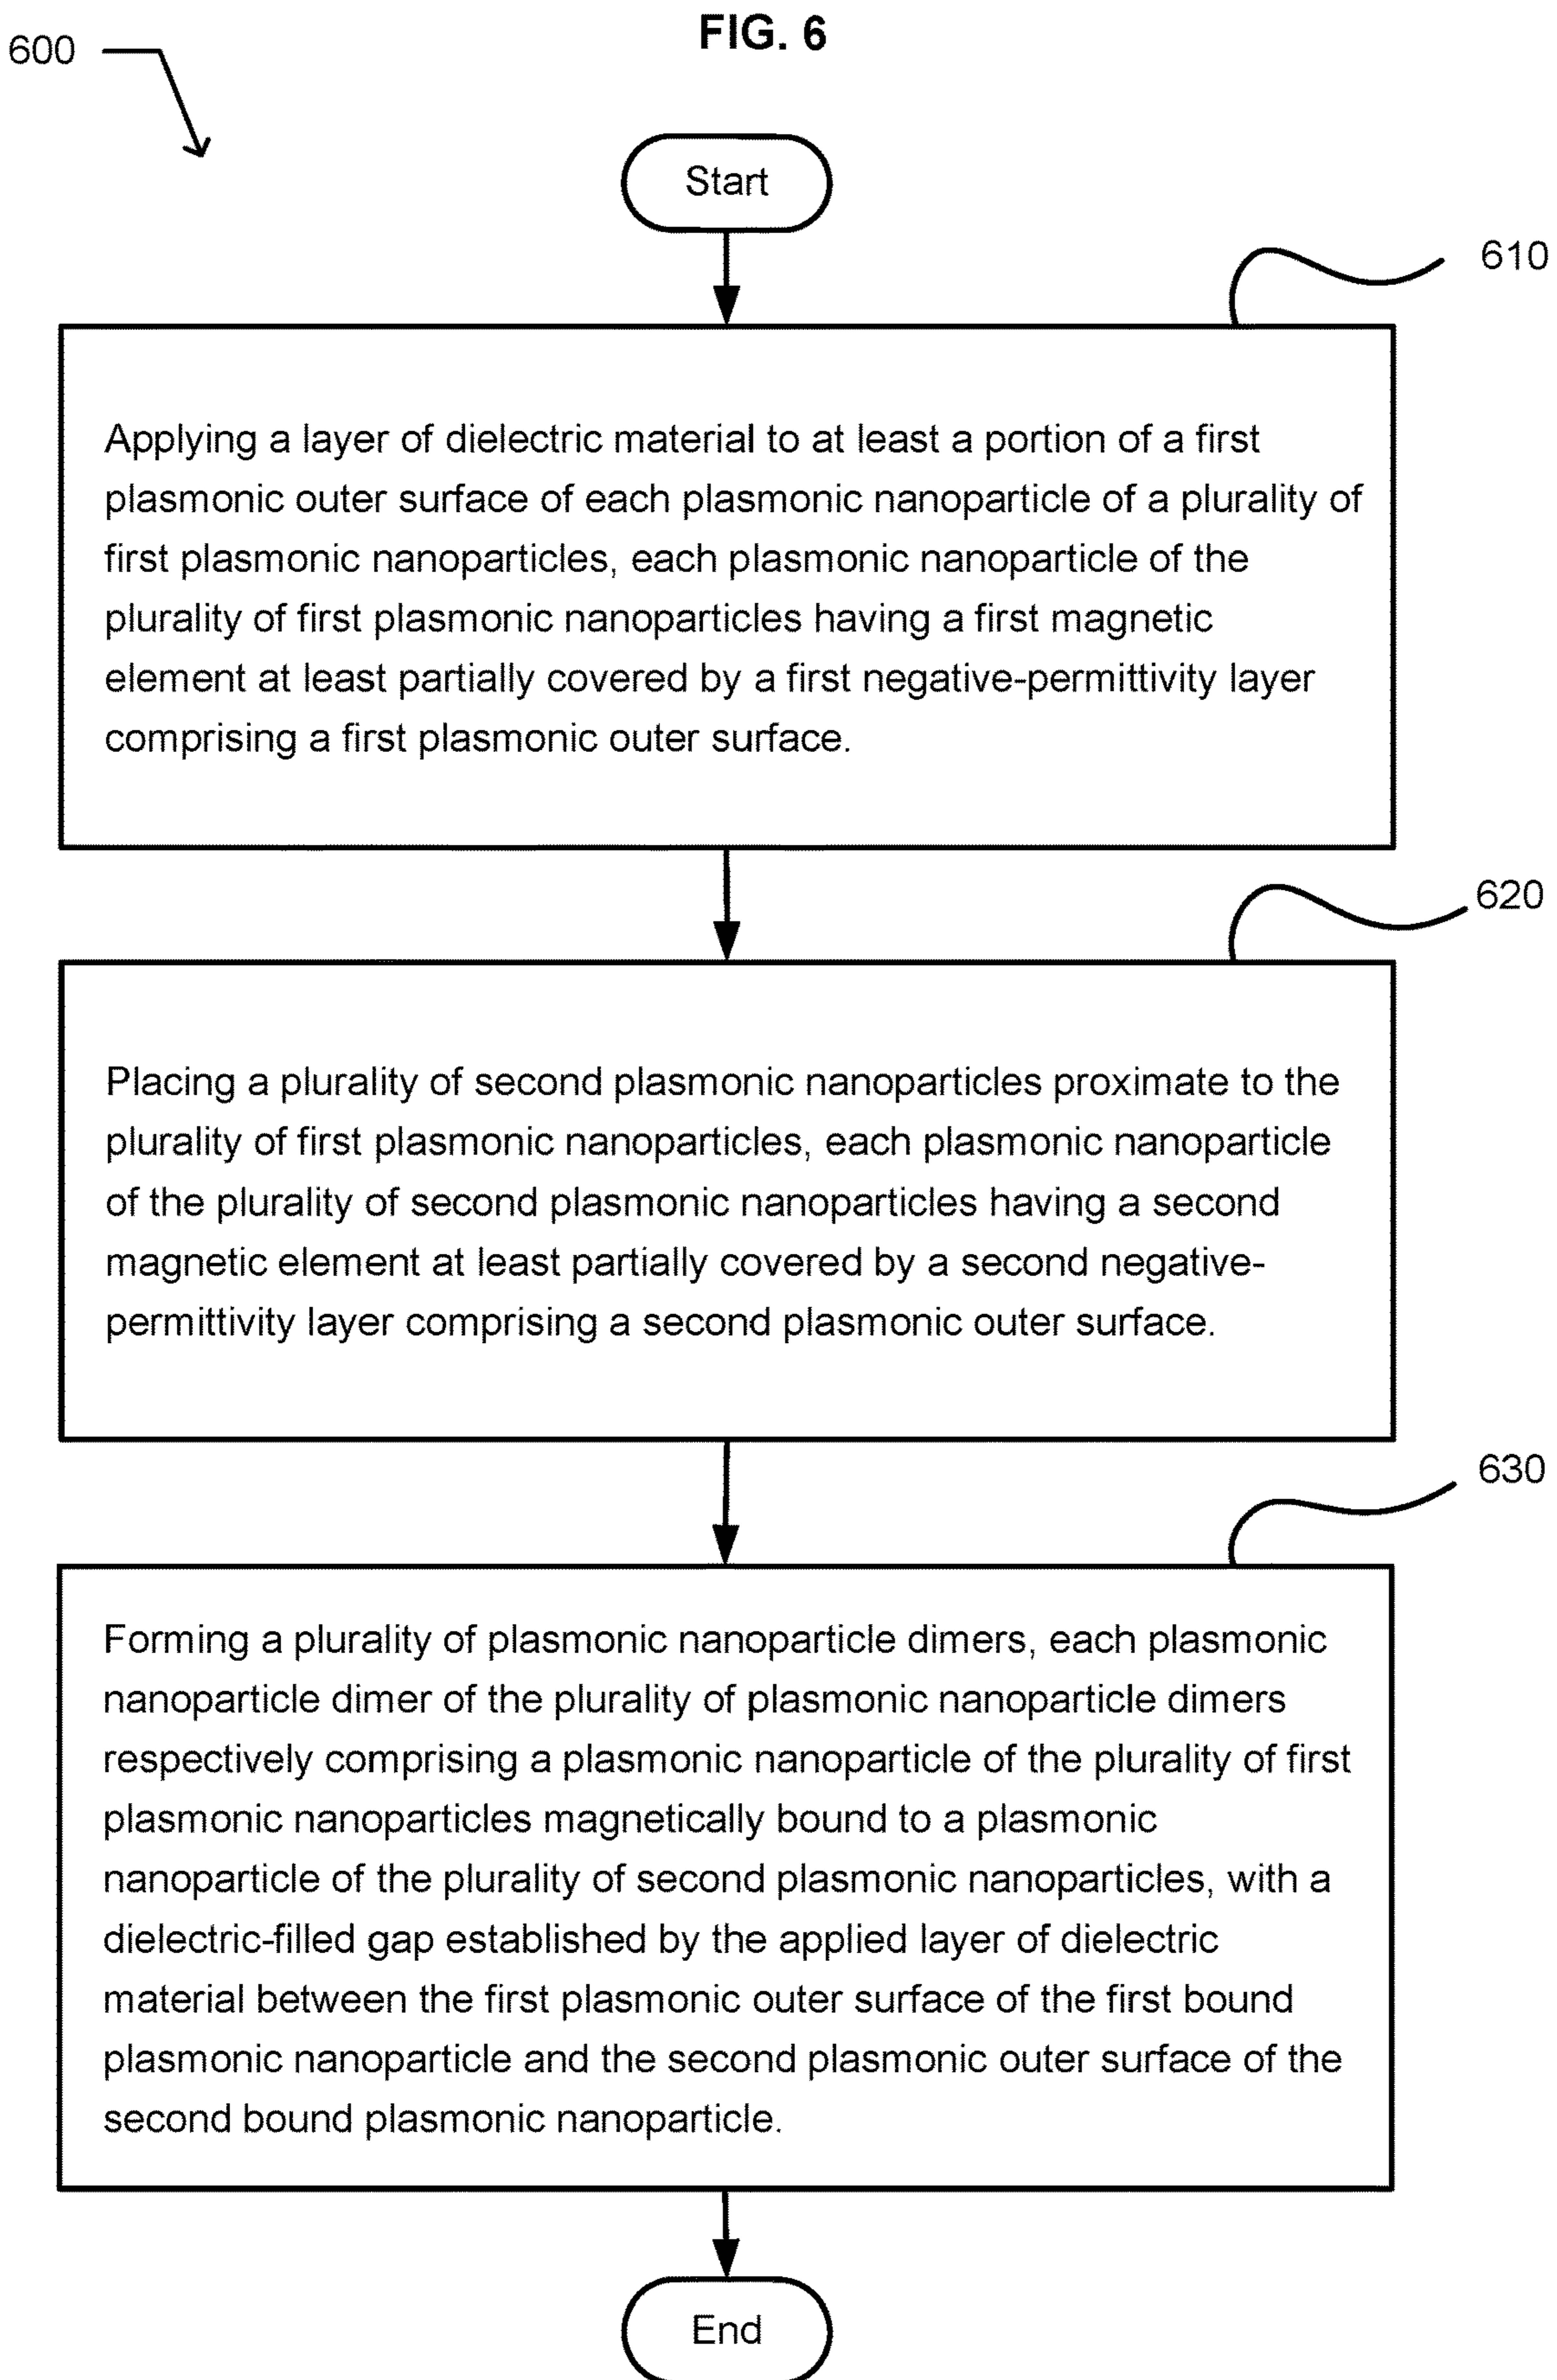 FIG. 6
600
Start
610
Applying a layer of dielectric material to at least a portion of a first
plasmonic outer surface of each plasmonic nanoparticle of a plurality of
first plasmonic nanoparticles, each plasmonic nanoparticle of the
plurality of first plasmonic nanoparticles having a first magnetic
element at least partially covered by a first negative-permittivity layer
comprising a first plasmonic outer surface.
620
Placing a plurality of second plasmonic nanoparticles proximate to the
plurality of first plasmonic nanoparticles, each plasmonic nanoparticle
of the plurality of second plasmonic nanoparticles having a second
magnetic element at least partially covered by a second negative-
permittivity layer comprising a second plasmonic outer surface.
630
Forming a plurality of plasmonic nanoparticle dimers, each plasmonic
nanoparticle dimer of the plurality of plasmonic nanoparticle dimers
respectively comprising a plasmonic nanoparticle of the plurality of first
plasmonic nanoparticles magnetically bound to a plasmonic
nanoparticle of the plurality of second plasmonic nanoparticles, with a
dielectric-filled gap established by the applied layer of dielectric
material between the first plasmonic outer surface of the first bound
plasmonic nanoparticle and the second plasmonic outer surface of the
second bound plasmonic nanoparticle.
End